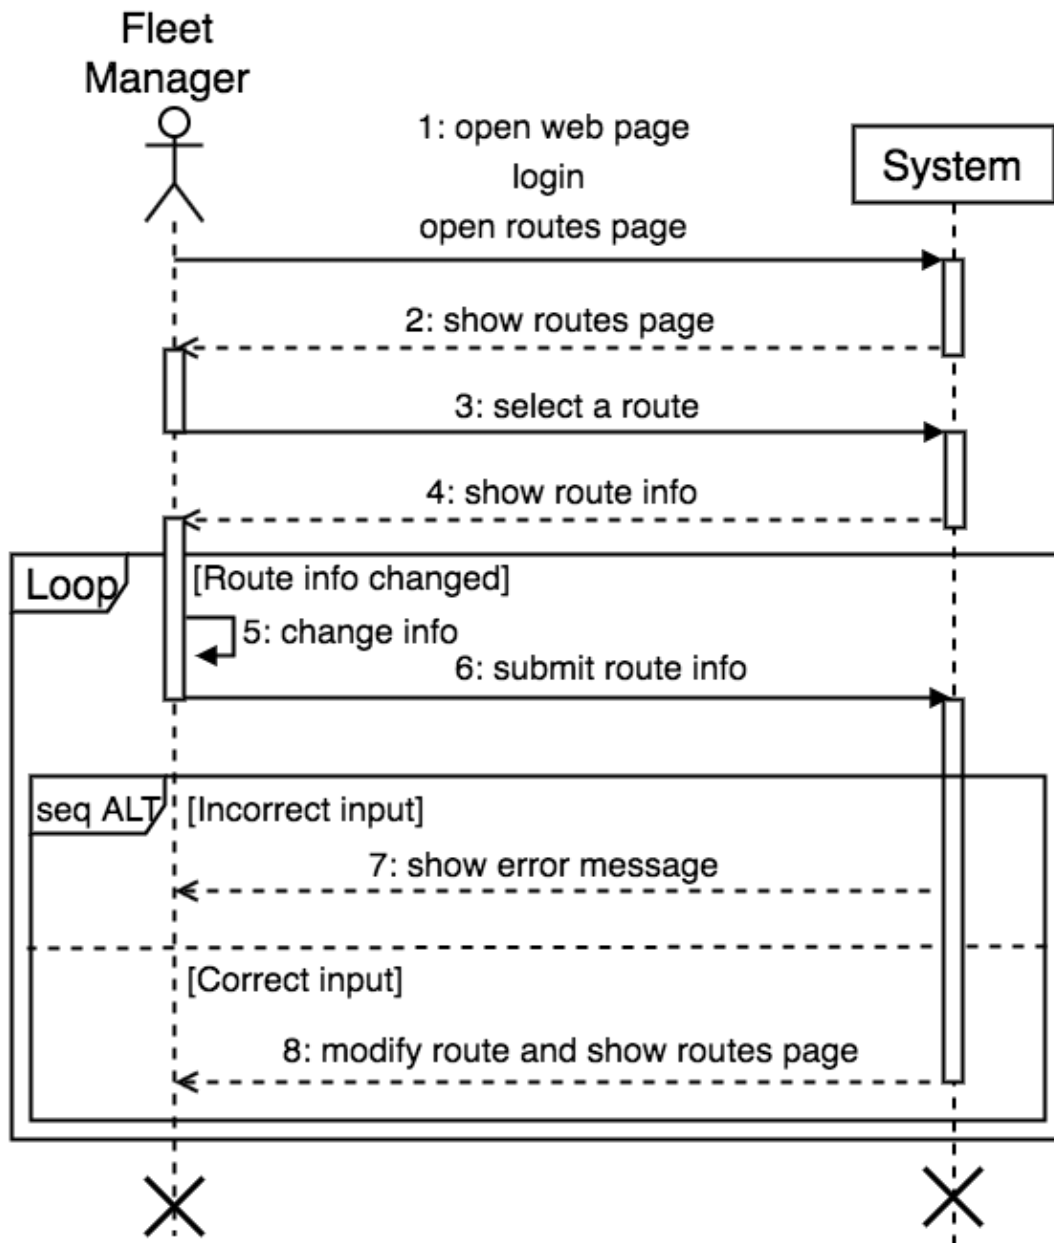 Fleet
Manager
1: open web page
login
open routes page
System
2: show routes page
3: select a route
4: show route info
Loop
[Route info changed]
5: change info
6: submit route info
seq ALT
[Incorrect input]
7: show error message
[Correct input]
8: modify route and show routes page